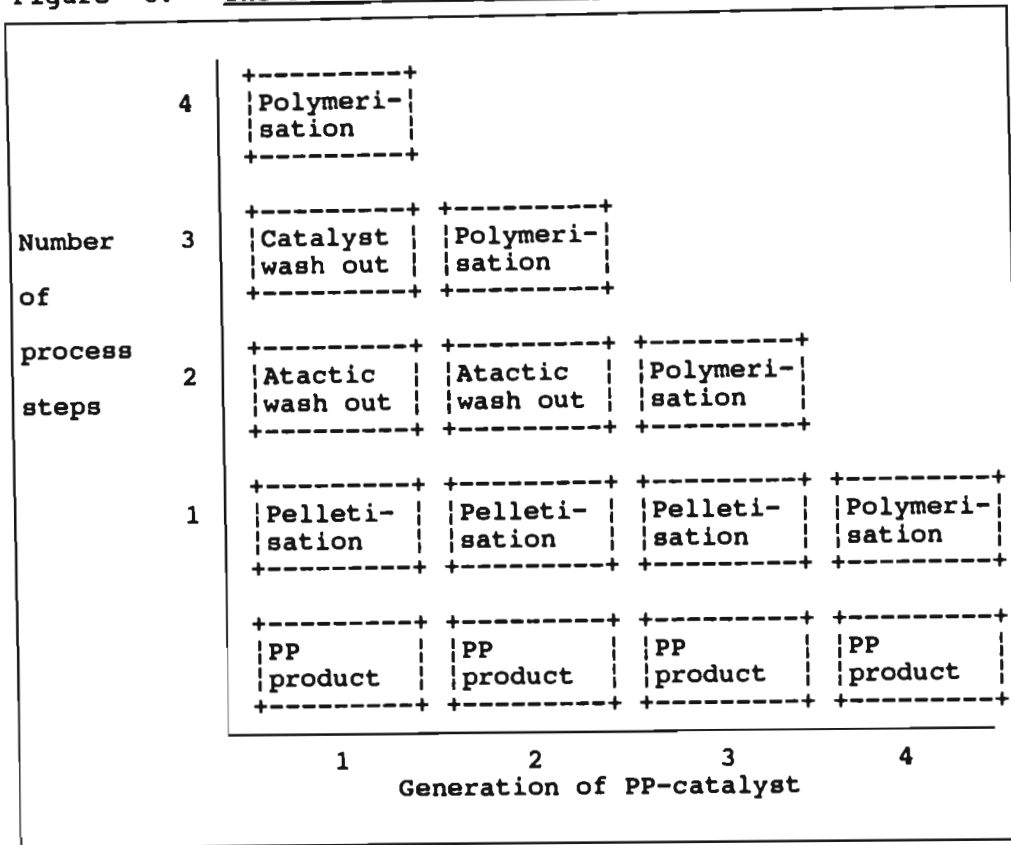 Figure
4 Polymeri-
sation
Number 3 Catalyst Polymeri-
wash out sation
of
process
2 Atactic Atactic Polymeri-
steps wash out wash out sation
1 Pelleti- Pelleti- Pelleti- Polymeri-
sation sation sation sation
PP PP PP PP
product product product product
1 2 3 4
Generation of PP-catalyst